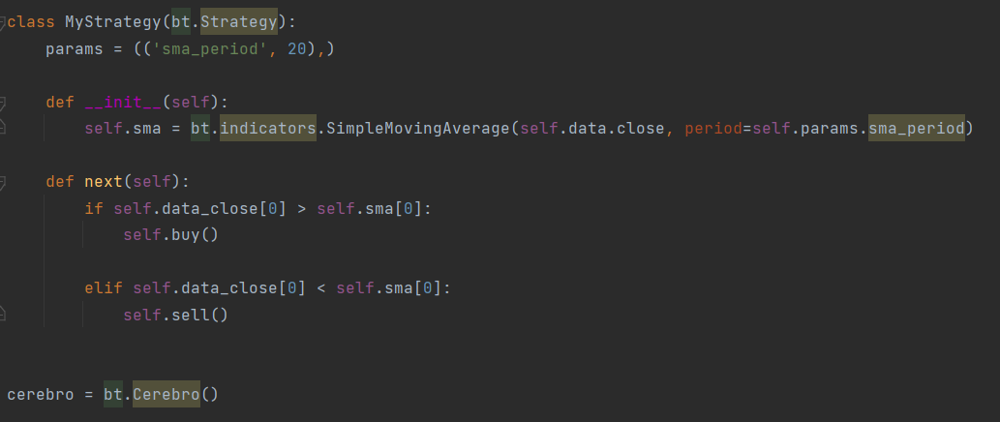 class MyStrategy(bt.Strategy):
    params = (('sma_period', 20),)
    def __init__(self):
        self.sma = bt.indicators.SimpleMovingAverage(self.data.close, period=self.params.sma_period)
    def next(self):
        if self.data_close[0] > self.sma[0]:
            self.buy()
        elif self.data_close[0] < self.sma[0]:
            self.sell()
cerebro = bt.Cerebro()